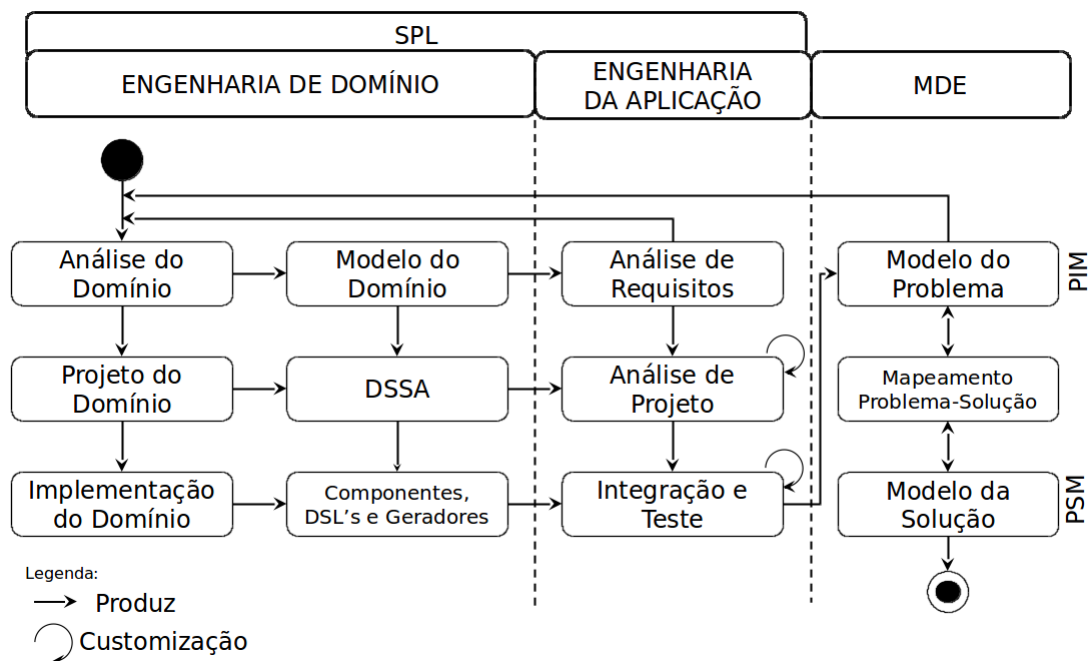 SPL
ENGENHARIA DE DOMÍNIO
ENGENHARIA
DA APLICAÇÃO
MDE
Análise do
Domínio
Modelo do
Domínio
Análise de
Requisitos
Modelo do
Problema
PIM
Projeto do
Domínio
DSSA
Análise de
Projeto
Mapeamento
Problema-Solução
Implementação
do Domínio
Componentes,
DSL's e Geradores
Integração e
Teste
Modelo da
Solução
PSM
Legenda:
Produz
Customização